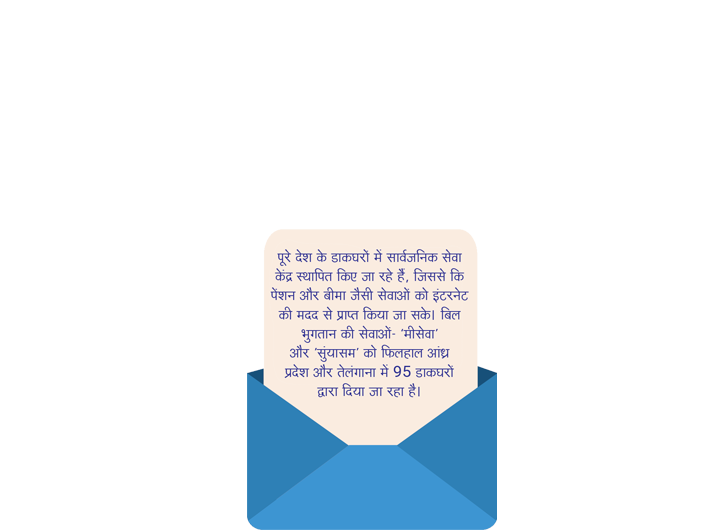 पूरे देश के डाकघरों में सार्वजनिक सेवा
केंद्र स्थापित किए जा रहे हैं, जिससे कि
पेंशन और बीमा जैसी सेवाओं को इंटरनेट
की मदद से प्राप्त किया जा सके। बिल
भुगतान की सेवाओं- 'मीसेवा'
और 'सुंयासम' को फिलहाल आंध्र
प्रदेश और तेलंगाना में 95 डाकघरों
द्वारा दिया जा रहा है।